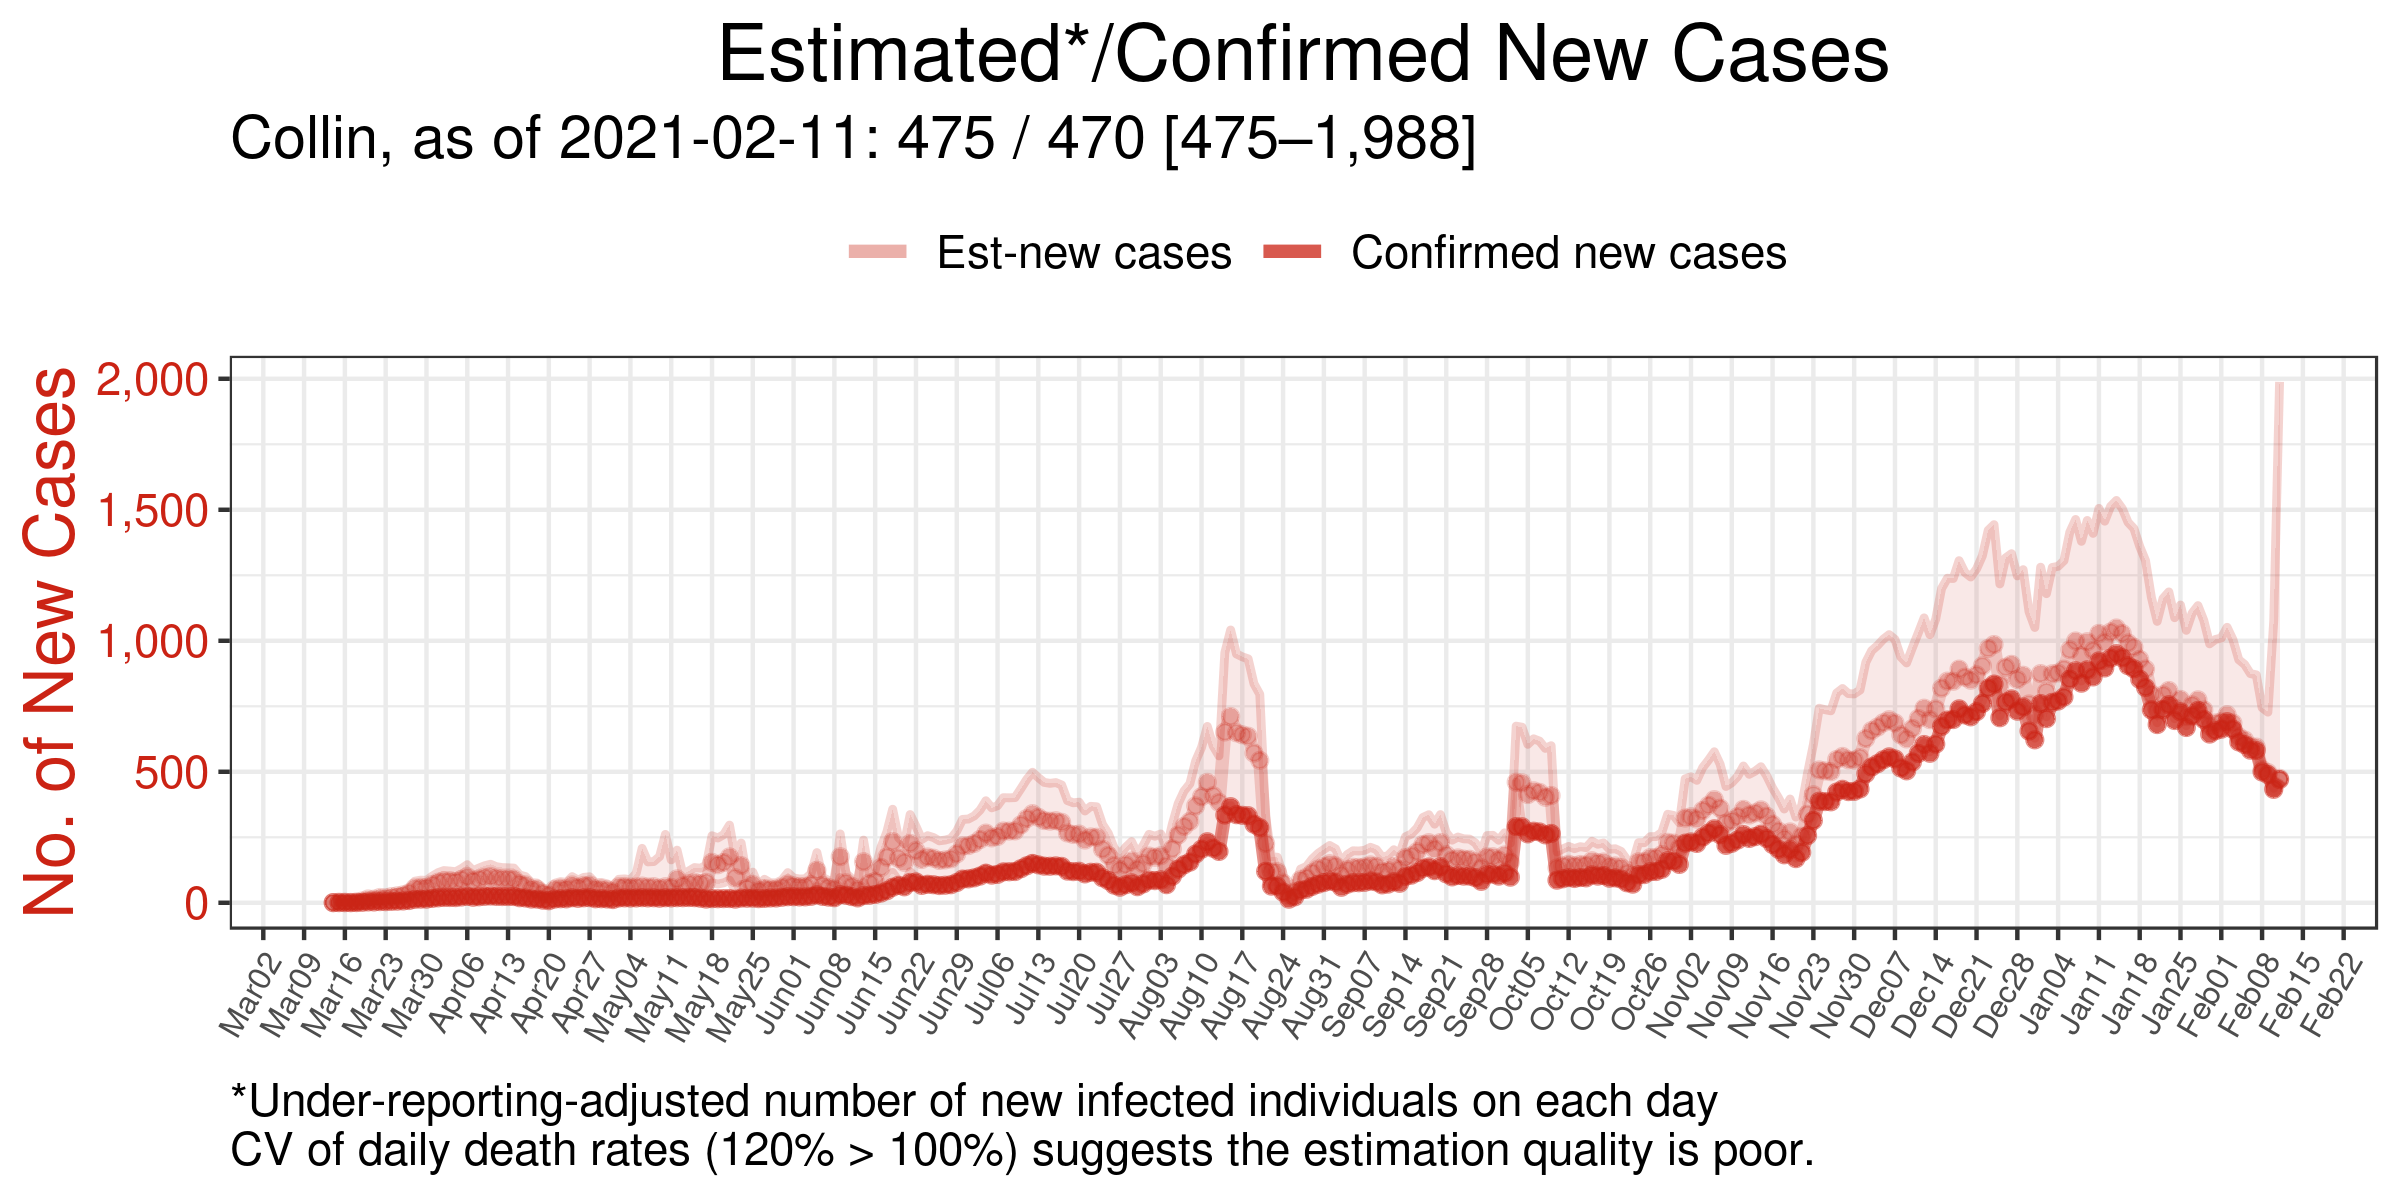 Estimated*/Confirmed New Cases
Collin, as of 2021-02-11: 475 / 470 [475–1,988]
Est-new cases
Confirmed new cases
No. of New Cases
2,000
1,500
1,000
500
0
Mar02
Mar09
Mar16
Mar23
Mar30
Apr06
Apr13
Apr20
Apr27
May04
May11
May18
May25
Jun01
Jun08
Jun15
Jun22
Jun29
Jul06
Jul13
Jul20
Jul27
Aug03
Aug10
Aug17
Aug24
Aug31
Sep07
Sep14
Sep21
Sep28
Oct05
Oct12
Oct19
Oct26
Nov02
Nov09
Nov16
Nov23
Nov30
Dec07
Dec14
Dec21
Dec28
Jan04
Jan11
Jan18
Jan25
Feb01
Feb08
Feb15
Feb22
*Under-reporting-adjusted number of new infected individuals on each day
CV of daily death rates (120% > 100%) suggests the estimation quality is poor.